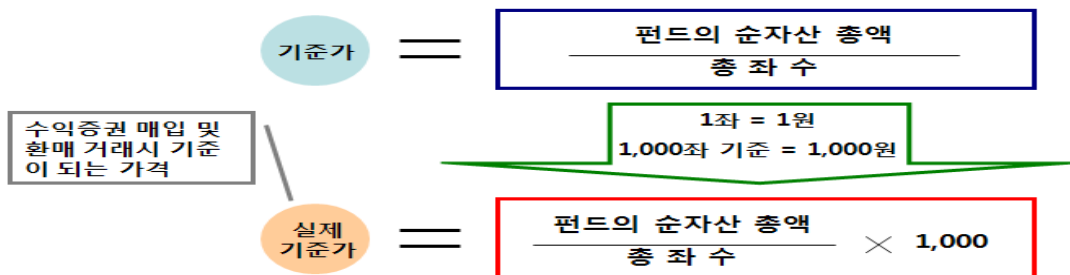 기준가
펀드의 순자산 총액
총 좌 수
수익증권 매입 및
환매 거래시 기준
이 되는 가격
1좌 = 1원
1,000좌 기준 = 1,000원
실제
기준가
펀드의 순자산 총액
총 좌 수
× 1,000